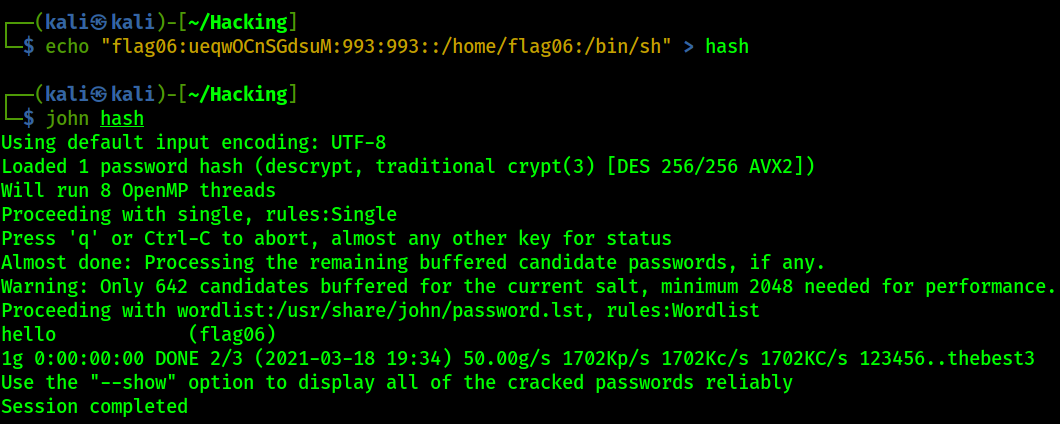 ┌──(kali㉿kali)-[~/Hacking]
└─$ echo "flag06:ueqwOCnSGdsuM:993:993::/home/flag06:/bin/sh" > hash
┌──(kali㉿kali)-[~/Hacking]
└─$ john hash
Using default input encoding: UTF-8
Loaded 1 password hash (descrypt, traditional crypt(3) [DES 256/256 AVX2])
Will run 8 OpenMP threads
Proceeding with single, rules:Single
Press 'q' or Ctrl-C to abort, almost any other key for status
Almost done: Processing the remaining buffered candidate passwords, if any.
Warning: Only 642 candidates buffered for the current salt, minimum 2048 needed for performance.
Proceeding with wordlist:/usr/share/john/password.lst, rules:Wordlist
hello            (flag06)
1g 0:00:00:00 DONE 2/3 (2021-03-18 19:34) 50.00g/s 1702Kp/s 1702Kc/s 1702KC/s 123456..thebest3
Use the "--show" option to display all of the cracked passwords reliably
Session completed